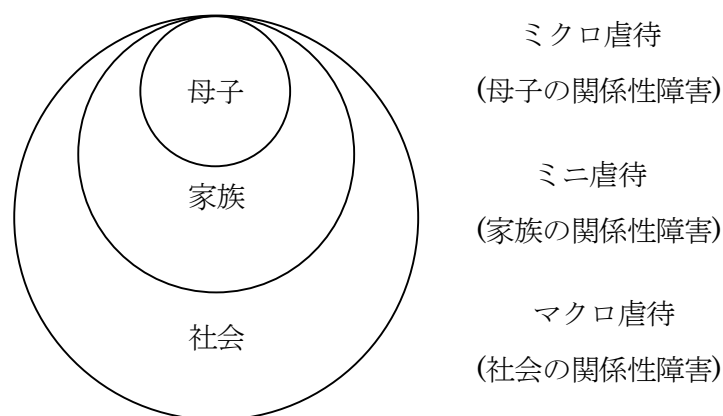 母子
家族
社会
ミクロ虐待
(母子の関係性障害)
ミニ虐待
(家族の関係性障害)
マクロ虐待
(社会の関係性障害)